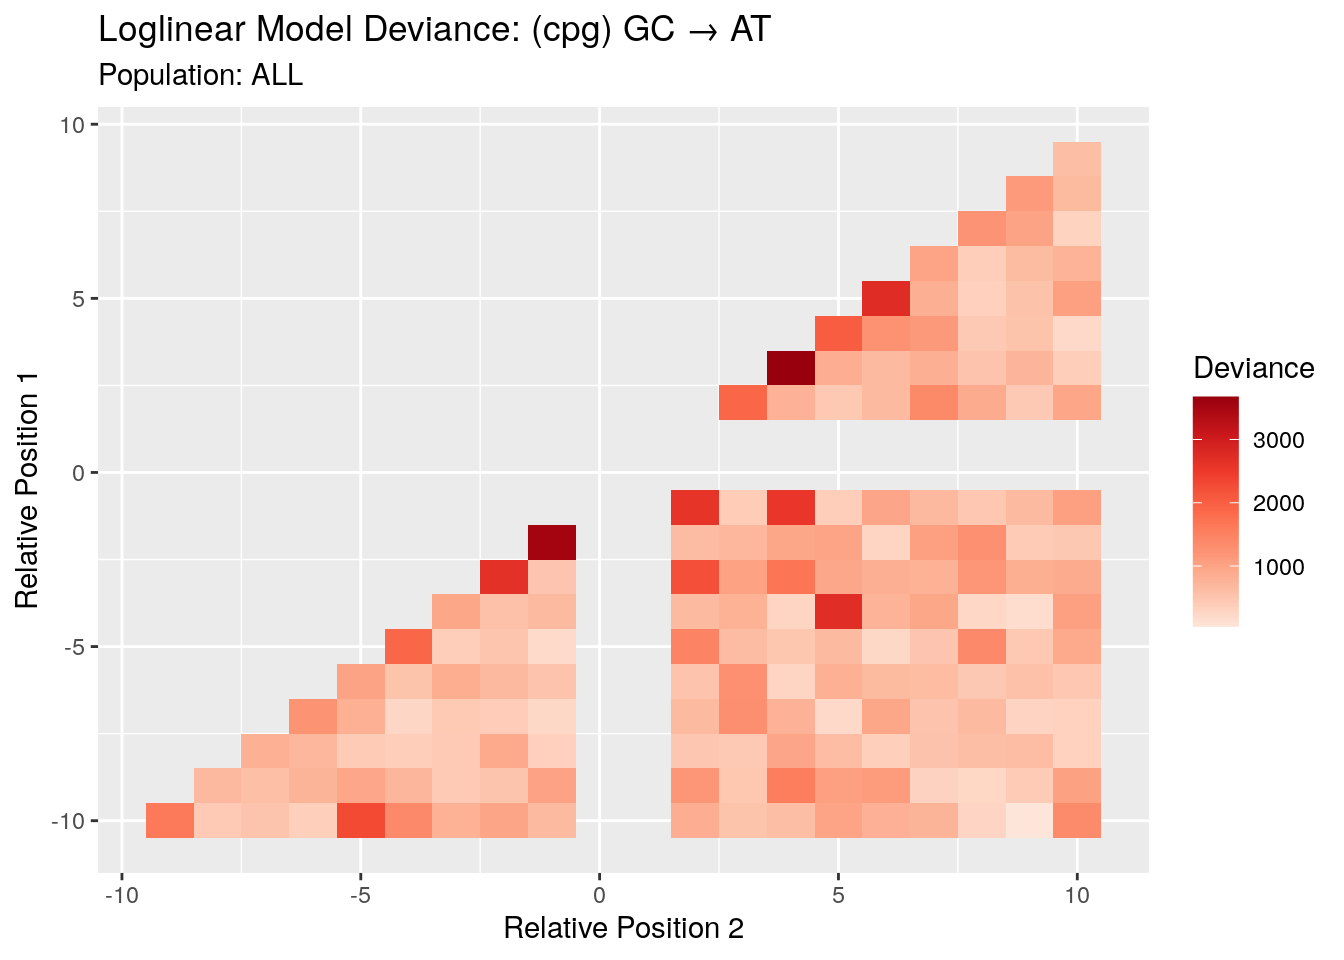 Loglinear Model Deviance: (cpg) GC → AT
Population: ALL
10
5
0
-5
-10
Relative Position 1
-10
-5
0
5
10
Relative Position 2
Deviance
3000
2000
1000